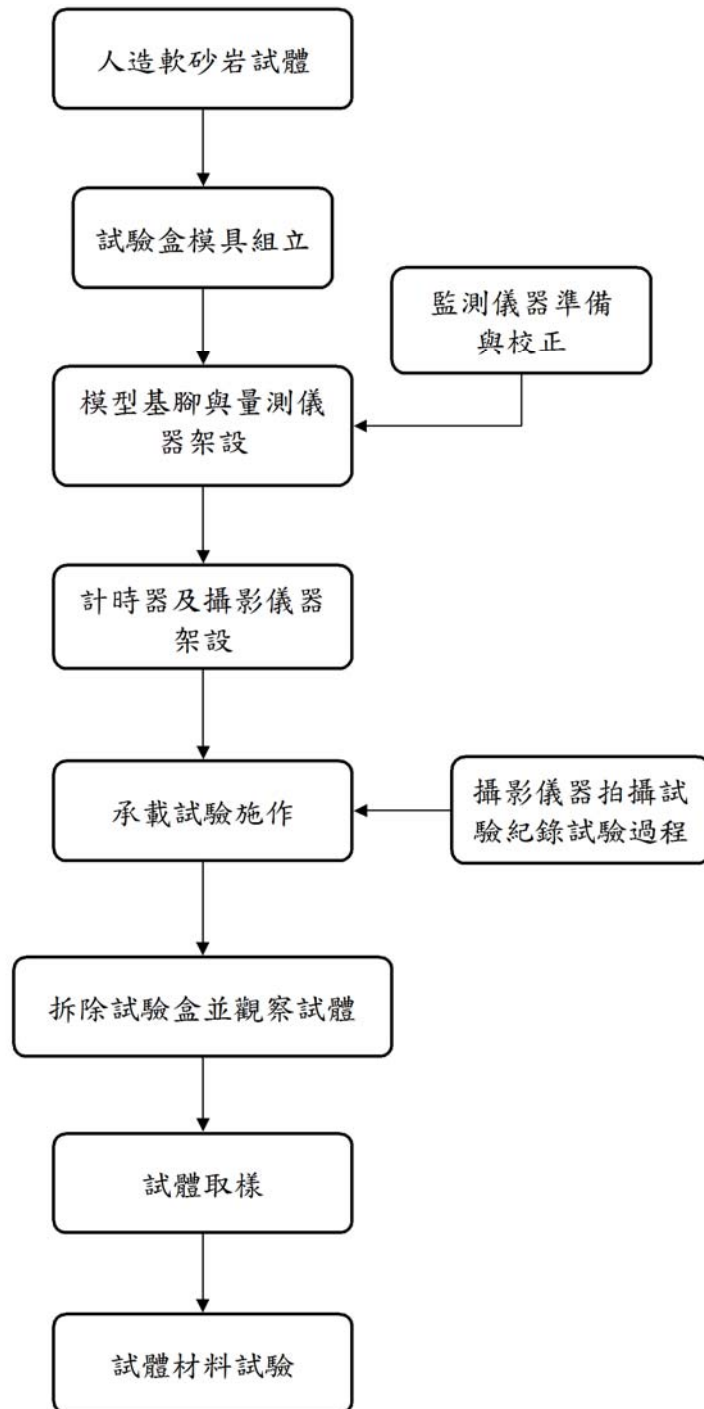 人造軟砂岩試體
試驗盒模具組立
監測儀器準備
與校正
模型基腳與量測儀
器架設
計時器及攝影儀器
架設
承載試驗施作
攝影儀器拍攝試
驗紀錄試驗過程
拆除試驗盒並觀察試體
試體取樣
試體材料試驗